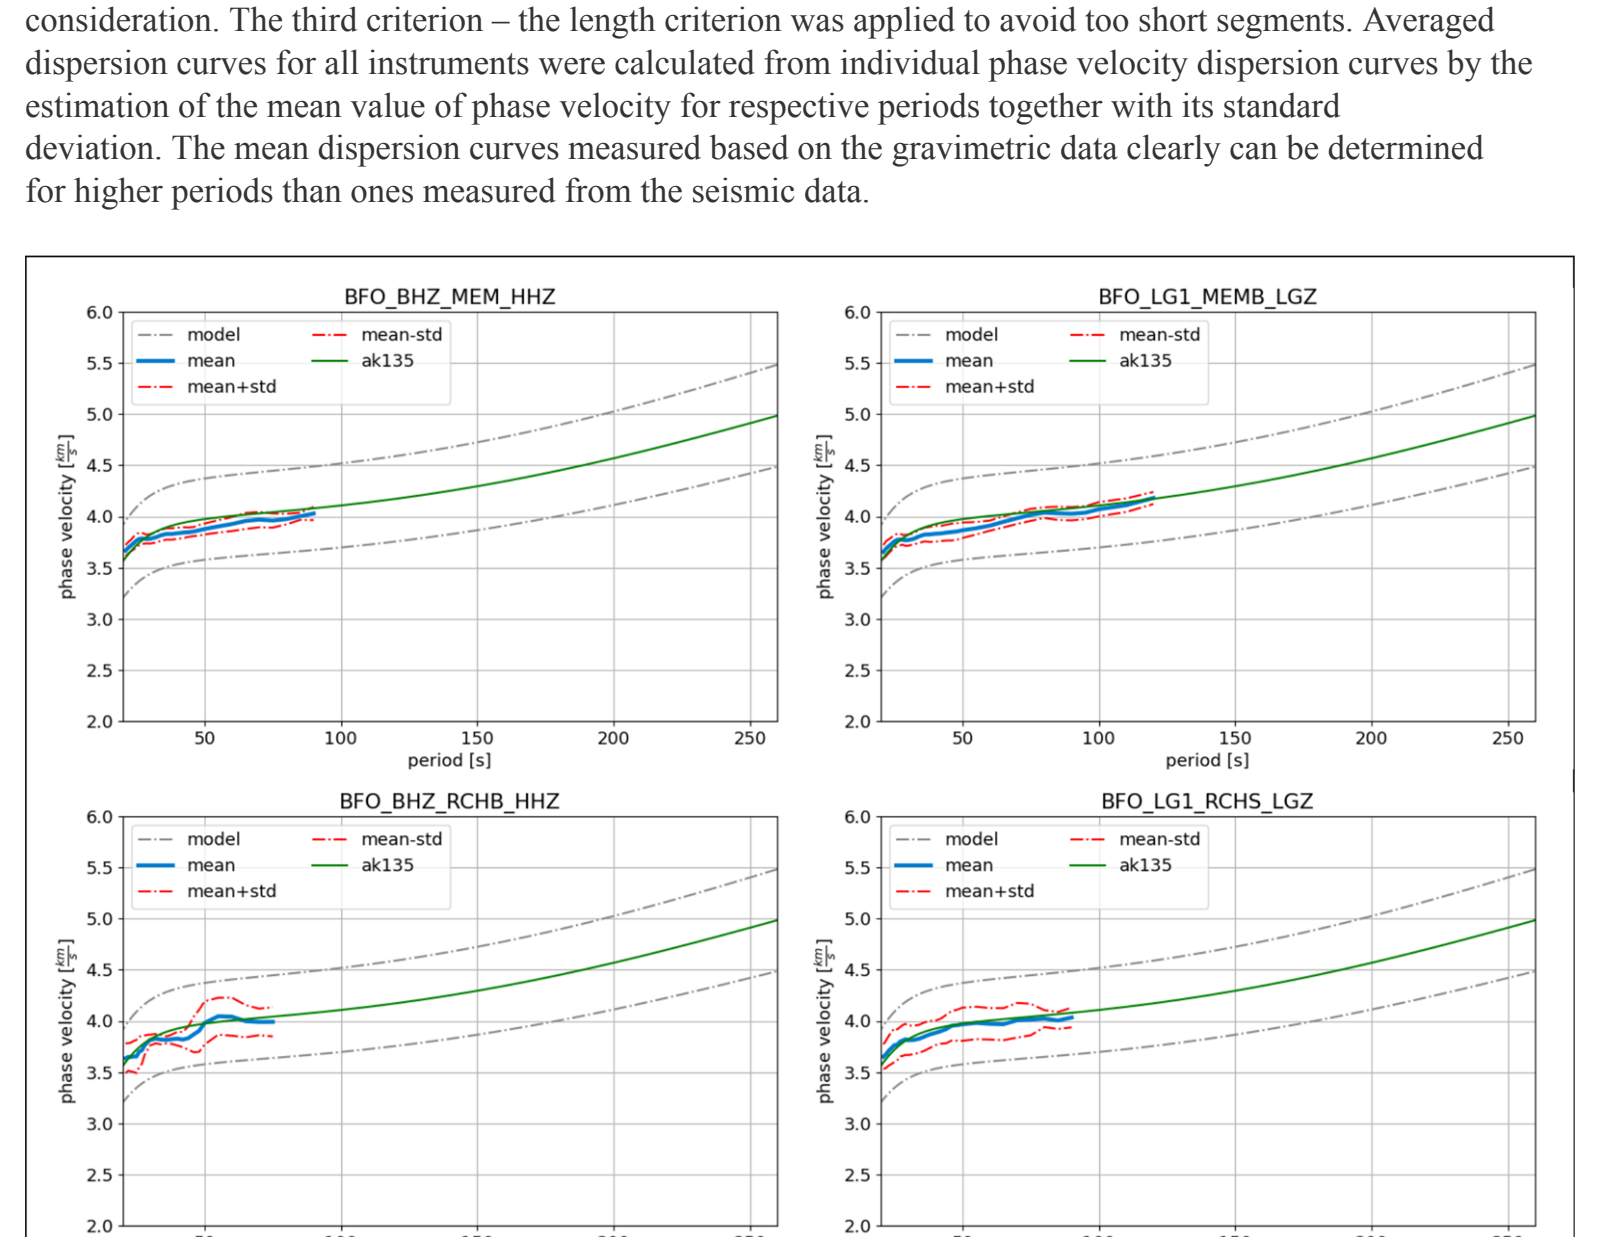 consideration. The third criterion – the length criterion was applied to avoid too short segments. Averaged
dispersion curves for all instruments were calculated from individual phase velocity dispersion curves by the
estimation of the mean value of phase velocity for respective periods together with its standard
deviation. The mean dispersion curves measured based on the gravimetric data clearly can be determined
for higher periods than ones measured from the seismic data.
BFO_BHZ_MEM_HHZ
model
mean
mean+std
mean-std
ak135
6.0
5.5
5.0
4.5
4.0
3.5
3.0
2.5
2.0
phase velocity [km/s]
50 100 150 200 250
period [s]
BFO_LG1_MEMB_LGZ
model
mean
mean+std
mean-std
ak135
6.0
5.5
5.0
4.5
4.0
3.5
3.0
2.5
2.0
phase velocity [km/s]
50 100 150 200 250
period [s]
BFO_BHZ_RCHB_HHZ
model
mean
mean+std
mean-std
ak135
6.0
5.5
5.0
4.5
4.0
3.5
3.0
2.5
2.0
phase velocity [km/s]
BFO_LG1_RCHS_LGZ
model
mean
mean+std
mean-std
ak135
6.0
5.5
5.0
4.5
4.0
3.5
3.0
2.5
2.0
phase velocity [km/s]